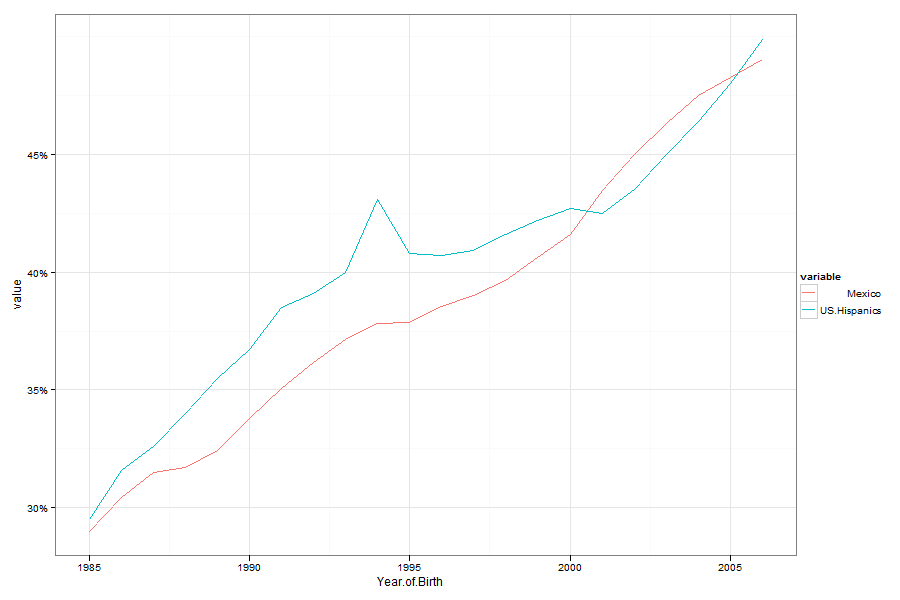 45%
40%
35%
30%
value
1985 1990 1995 2000 2005
Year.of.Birth
variable
Mexico
US.Hispanics